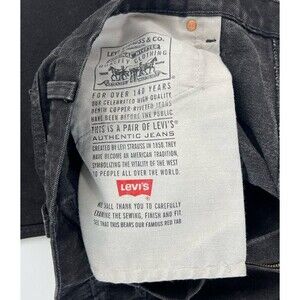 & CO.
QUALITY CLOTHING
FOR OVER 140 YEARS
OUR CELEBRATED HIGH QUALITY
DENIM COPPER-RIVETED JEANS
HAVE BEEN BEFORE THE PUBLIC
THIS IS A PAIR OF LEVI'S
AUTHENTIC JEANS
CREATED BY LEVI STRAUSS IN 1850, THEY
HAVE BECOME AN AMERICAN TRADITION,
SYMBOLIZING THE VITALITY OF THE WEST
TO PEOPLE ALL OVER THE WORLD.
LEVI'S
WE SHALL THANK YOU TO CAREFULLY
EXAMINE THE SEWING, FINISH AND FIT
SEE THAT THIS BEARS OUR FAMOUS RED TAB